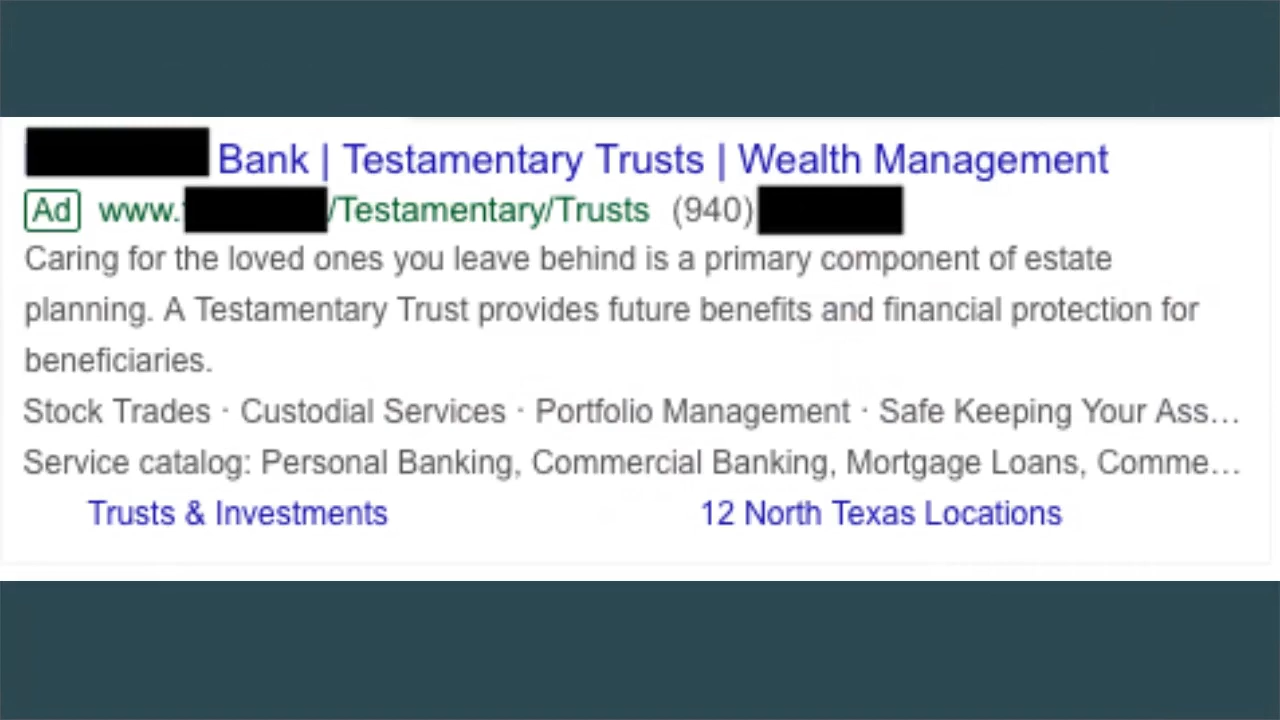 Bank | Testamentary Trusts | Wealth Management
Ad www. /Testamentary/Trusts (940)
Caring for the loved ones you leave behind is a primary component of estate
planning. A Testamentary Trust provides future benefits and financial protection for
beneficiaries.
Stock Trades · Custodial Services · Portfolio Management · Safe Keeping Your Ass...
Service catalog: Personal Banking, Commercial Banking, Mortgage Loans, Comme...
Trusts & Investments 12 North Texas Locations